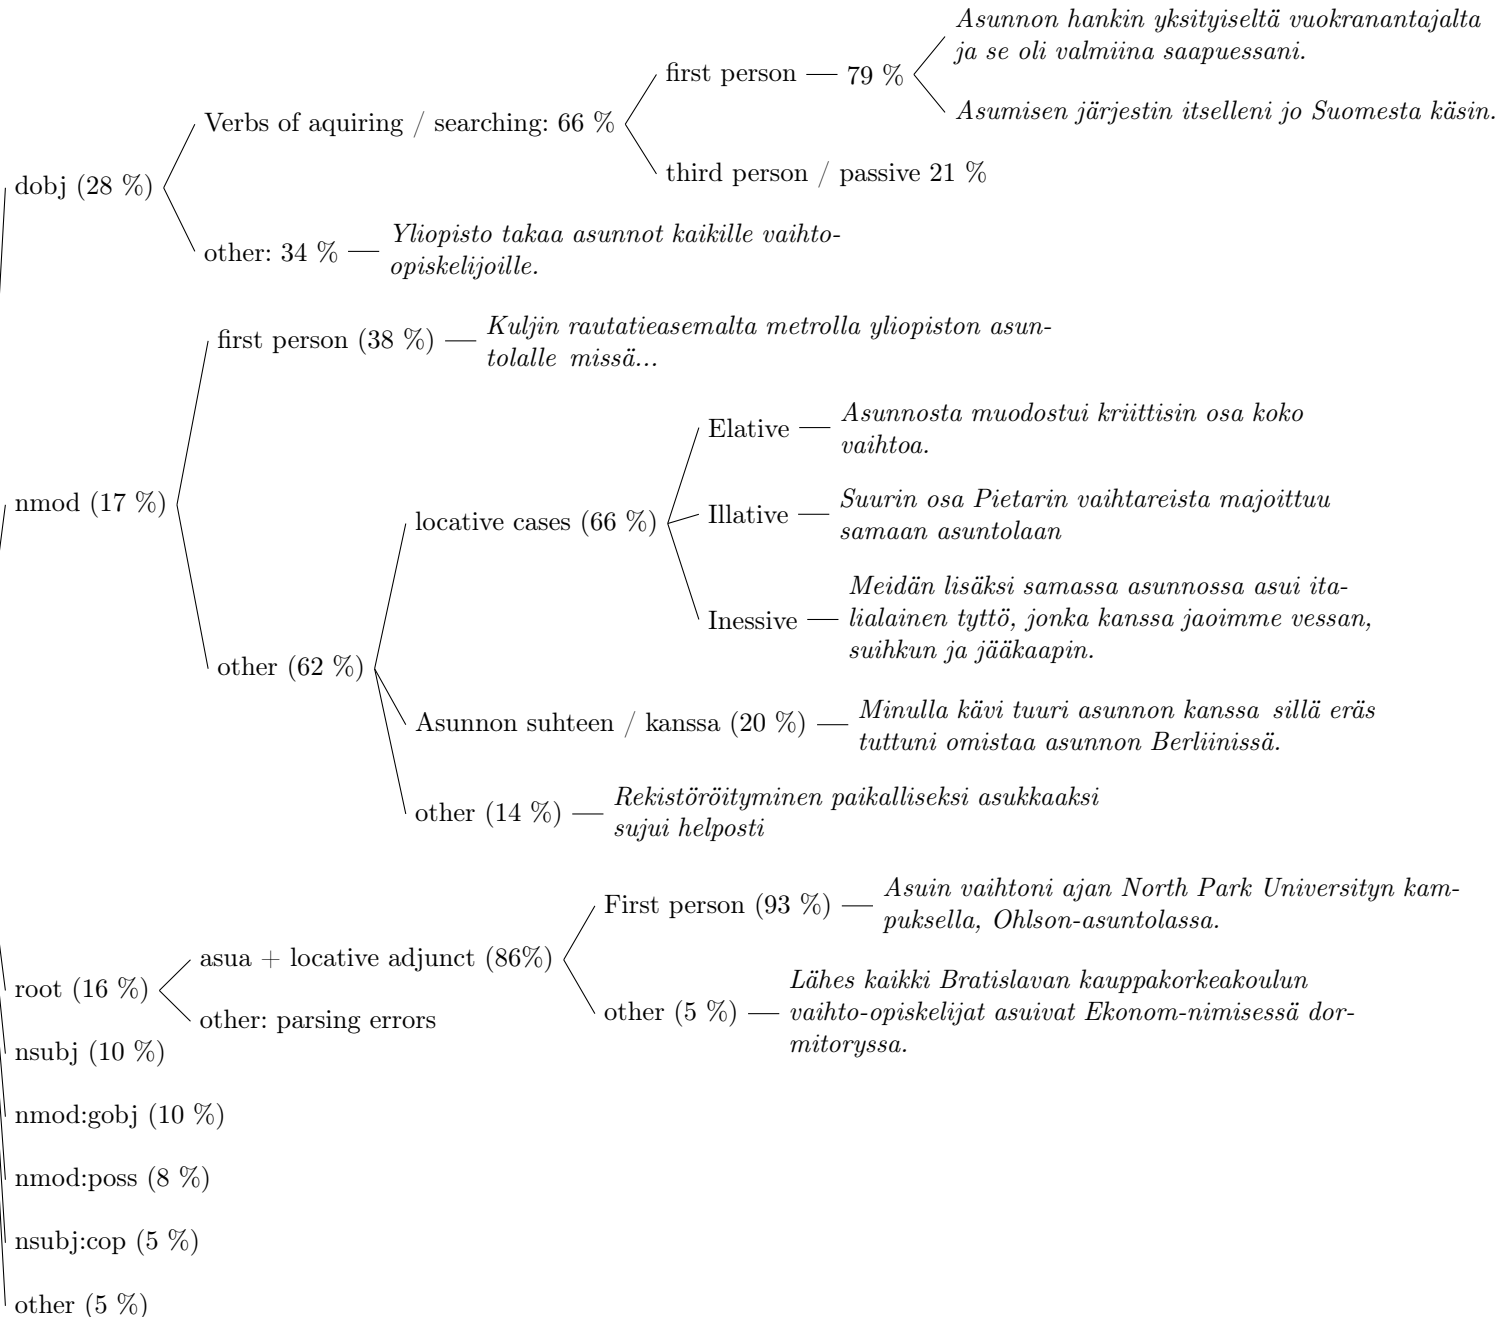 Asunnon hankin yksityiseltä vuokranantajalta
ja se oli valmiina saapuessani.
first person
79 %
Asumisen järjestin itselleni jo Suomesta käsin.
Verbs of aquiring / searching: 66 %
third person / passive 21 %
dobj (28 %)
Yliopisto takaa asunnot kaikille vaihto-
opiskelijoille.
other: 34 %
Kuljin rautatieasemalta metrolla yliopiston asun-
tolalle missä...
first person (38 %)
Elative
Asunnosta muodostui kriittisin osa koko
vaihtoa.
nmod (17 %)
locative cases (66 %)
Illative
Suurin osa Pietarin vaihtareista majoittuu
samaan asuntolaan
Inessive
Meidän lisäksi samassa asunnossa asui ita-
lialainen tyttö, jonka kanssa jaoimme vessan,
suihkun ja jääkaapin.
other (62 %)
Asunnon suhteen / kanssa (20 %)
Minulla kävi tuuri asunnon kanssa sillä eräs
tuttuni omistaa asunnon Berliinissä.
other (14 %)
Rekistöröityminen paikalliseksi asukkaaksi
sujui helposti
First person (93 %)
Asuin vaihtoni ajan North Park Universityn kam-
puksella, Ohlson-asuntolassa.
asua + locative adjunct (86%)
root (16 %)
other (5 %)
Lähes kaikki Bratislavan kauppakorkeakoulun
vaihto-opiskelijat asuivat Ekonom-nimisessä dor-
mitoryssa.
other: parsing errors
nsubj (10 %)
nmod:gobj (10 %)
nmod:poss (8 %)
nsubj:cop (5 %)
other (5 %)